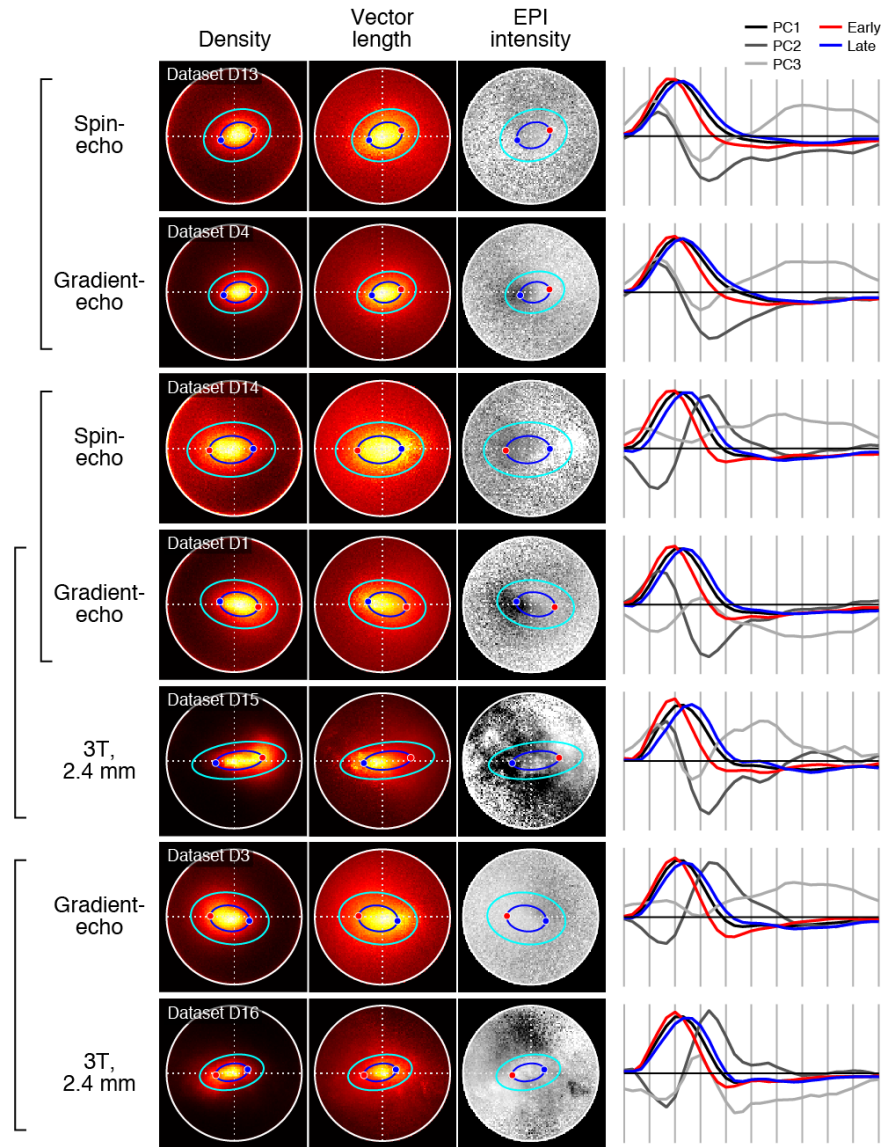 Density
Vector
length
EPI
intensity
PC1
PC2
PC3
Early
Late
Spin-
echo
Dataset D13
Gradient-
echo
Dataset D4
Spin-
echo
Dataset D14
Gradient-
echo
Dataset D1
3T,
2.4 mm
Dataset D15
Gradient-
echo
Dataset D3
3T,
2.4 mm
Dataset D16